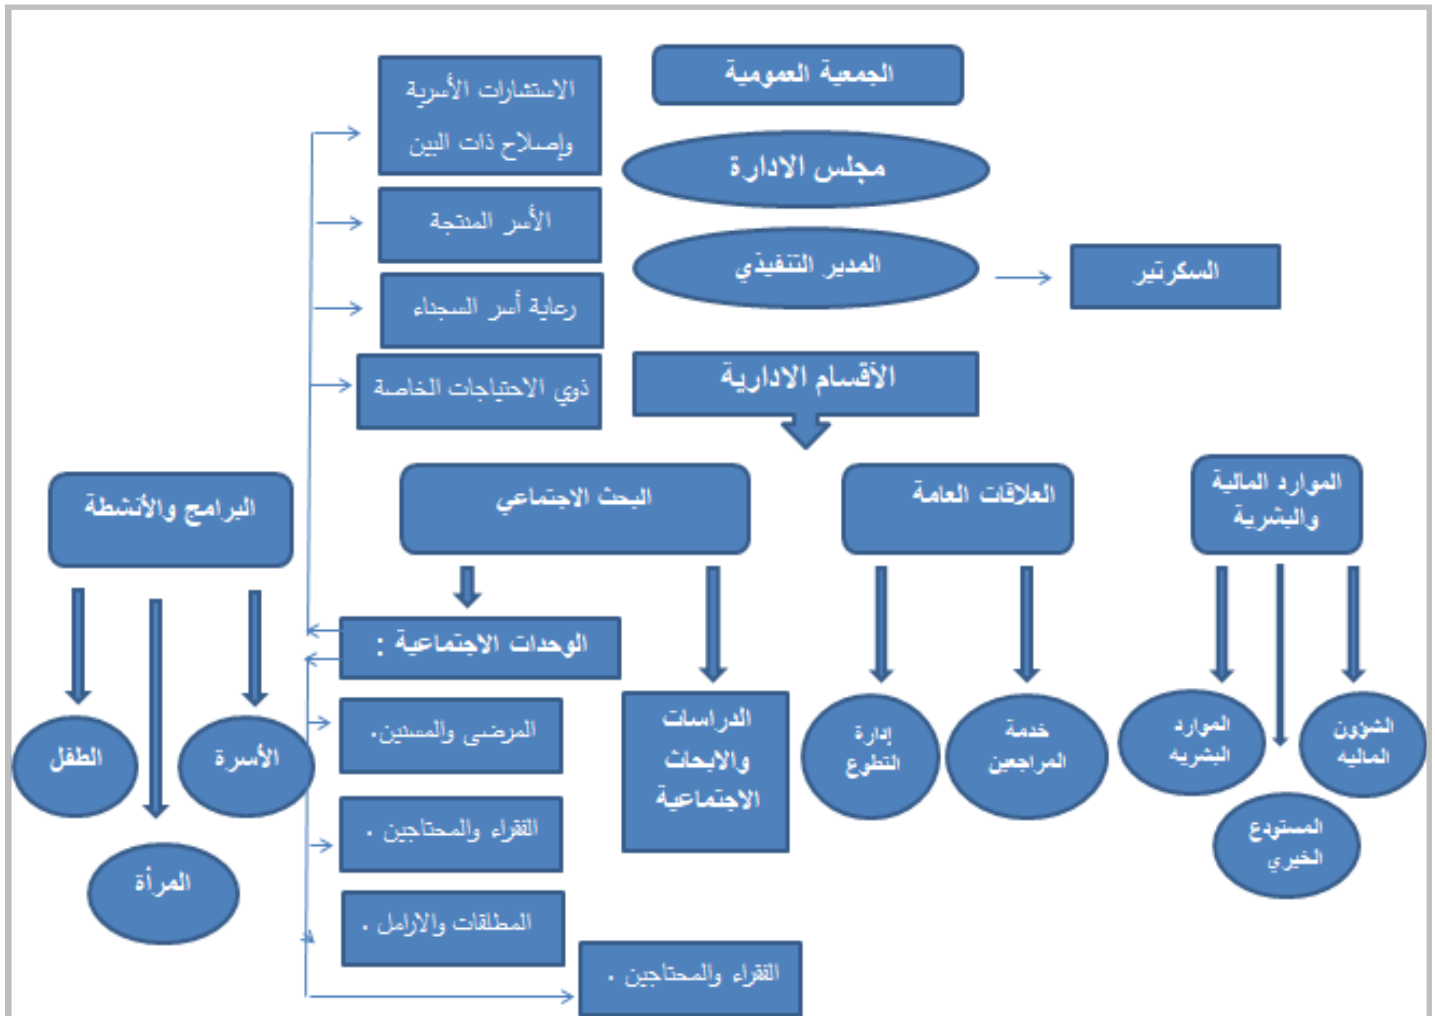 الجمعية العمومية
مجلس الادارة
المدير التنفيذي
السكرتير
الأقسام الادارية
الاستشارات الأسرية
وإصلاح ذات البين
الأسر المنتجة
رعاية أسر السجناء
ذوي الاحتياجات الخاصة
الموارد المالية
والبشرية
العلاقات العامة
البحث الاجتماعي
البرامج والأنشطة
الشؤون
الماليه
المستودع
الخيري
الموارد
البشريه
خدمة
المراجعين
إدارة
التطوع
الدراسات
والابحاث
الاجتماعية
الوحدات الاجتماعية :
المرضى والمسنين.
الفقراء والمحتاجين .
المطلقات والارامل .
الفقراء والمحتاجين .
الأسرة
المرأة
الطفل